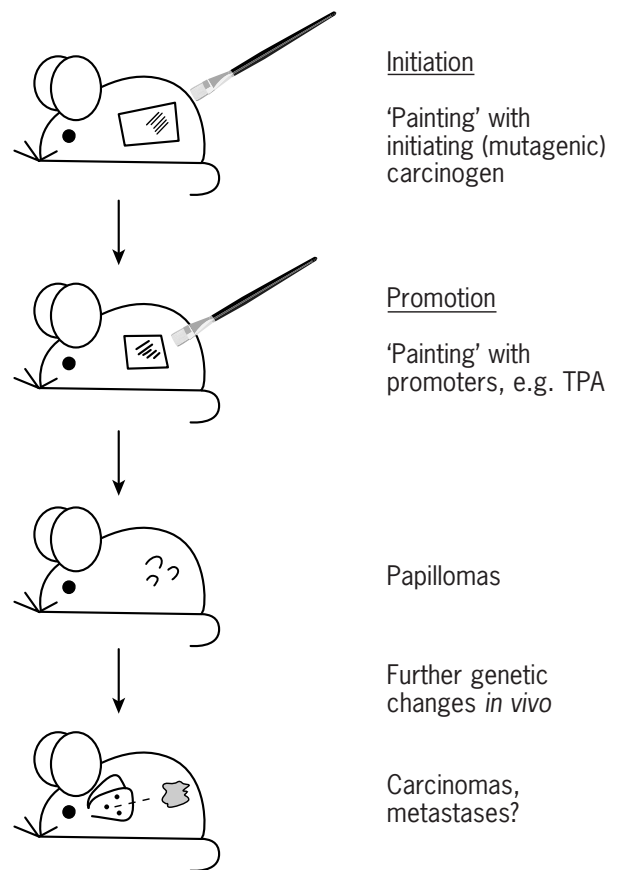 Initiation
‘Painting’ with
initiating (mutagenic)
carcinogen
Promotion
‘Painting’ with
promoters, e.g. TPA
Papillomas
Further genetic
changes in vivo
Carcinomas,
metastases?